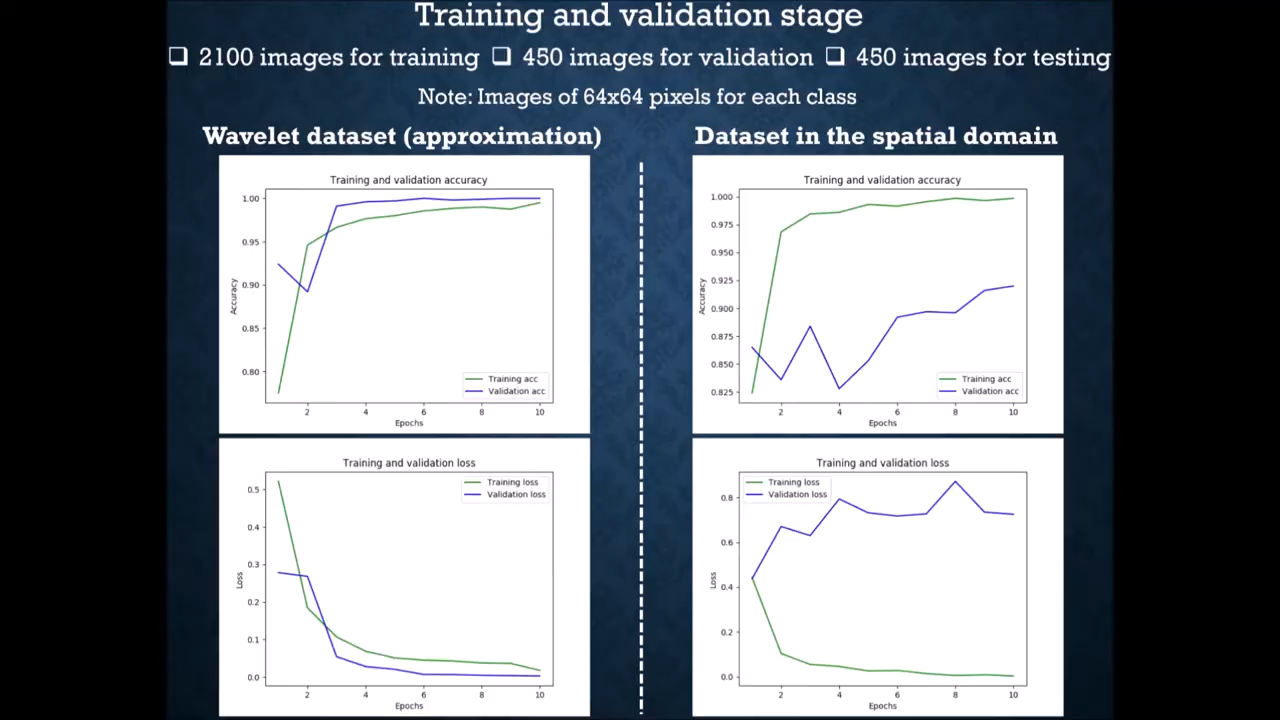 Training and validation stage
❑ 2100 images for training ❑ 450 images for validation ❑ 450 images for testing
Note: Images of 64x64 pixels for each class
Wavelet dataset (approximation)
Training and validation accuracy
1.00
0.95
0.90
0.85
0.80
Accuracy
Training acc
Validation acc
2 4 6 8 10
Epochs
Training and validation loss
0.5
0.4
0.3
0.2
0.1
0.0
Loss
Training loss
Validation loss
2 4 6 8 10
Epochs
Dataset in the spatial domain
Training and validation accuracy
1.000
0.975
0.950
0.925
0.900
0.875
0.850
0.825
Accuracy
Training acc
Validation acc
2 4 6 8 10
Epochs
Training and validation loss
0.8
0.6
0.4
0.2
0.0
Loss
Training loss
Validation loss
2 4 6 8 10
Epochs